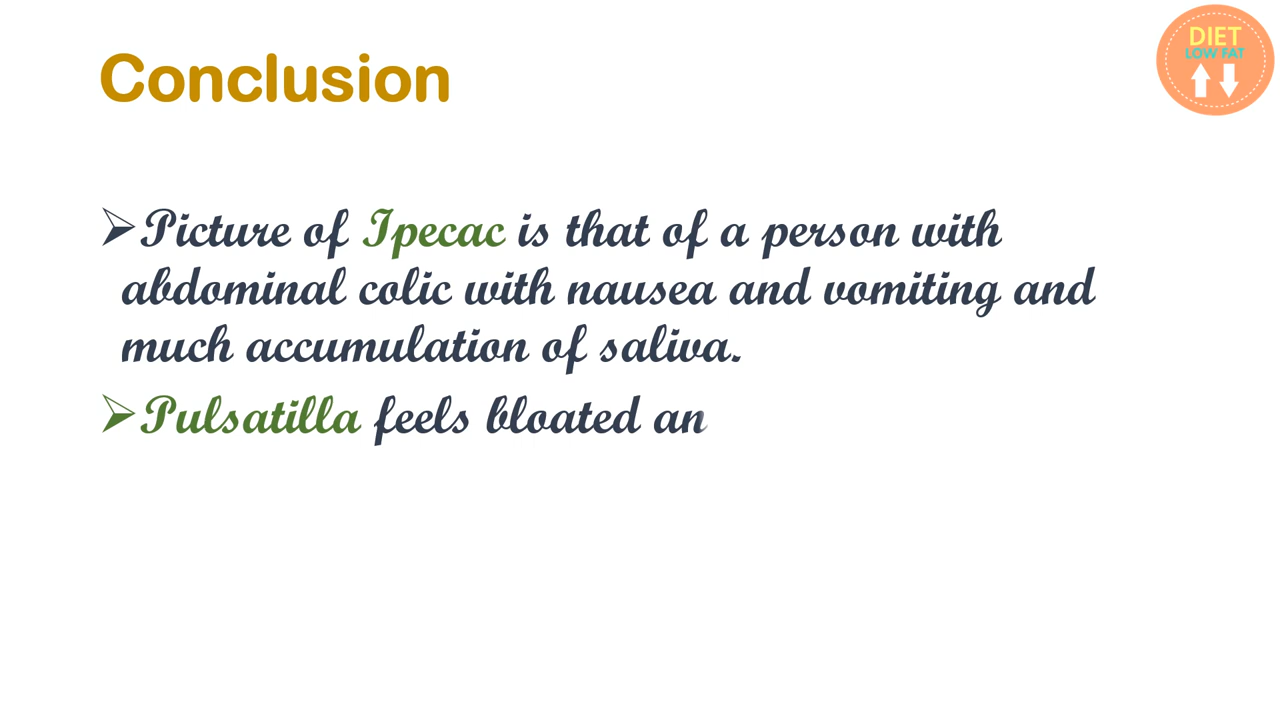 Conclusion
DIET
LOW FAT
Picture of Ipecac is that of a person with
abdominal colic with nausea and vomiting and
much accumulation of saliva.
Pulsatilla feels bloated an